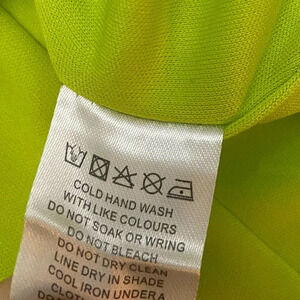 COLD HAND WASH
WITH LIKE COLOURS
DO NOT SOAK OR WRING
DO NOT BLEACH
DO NOT DRY CLEAN
LINE DRY IN SHADE
COOL IRON UNDER A
CLOTH